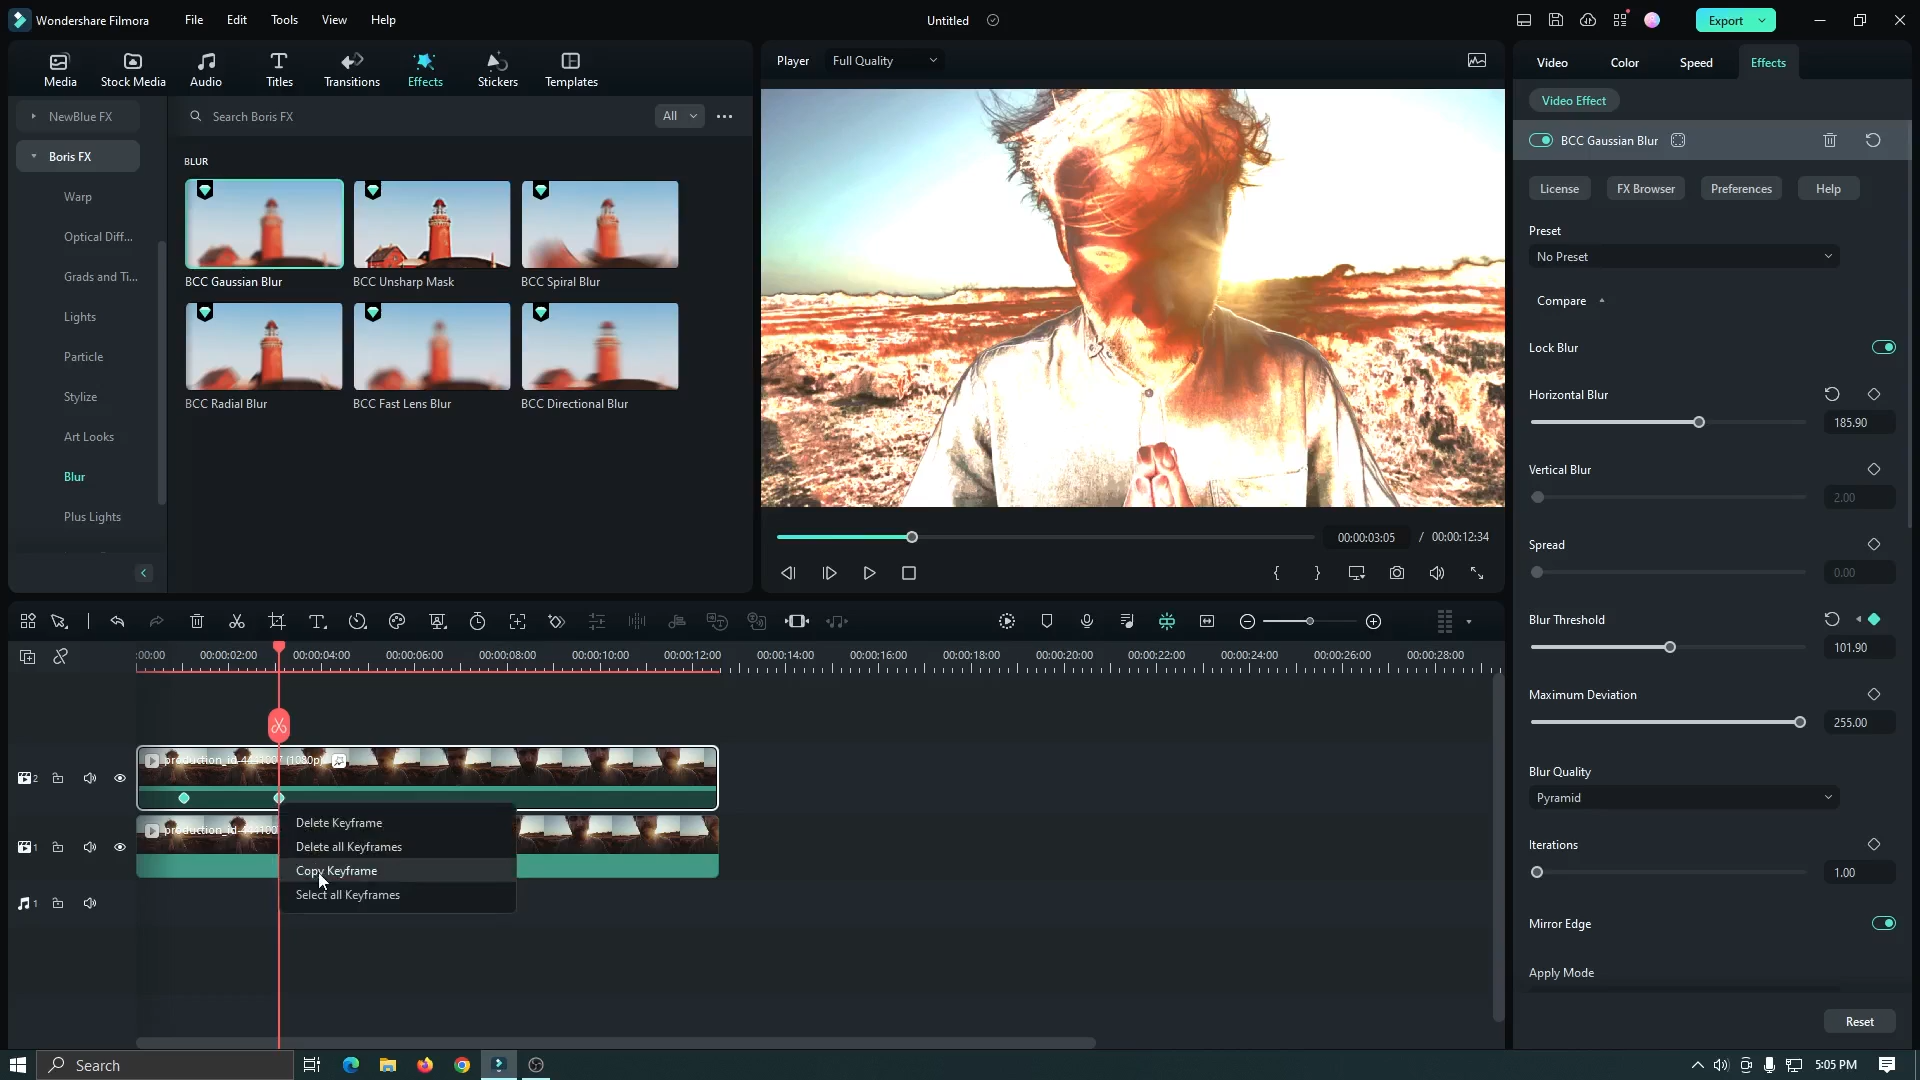 Wondershare Filmora
File
Edit
Tools
View
Help
Untitled
Export
Media
Stock Media
Audio
Titles
Transitions
Effects
Stickers
Templates
NewBlue FX
Boris FX
Warp
Optical Diff...
Grads and Ti...
Lights
Particle
Stylize
Art Looks
Blur
Plus Lights
Search Boris FX
All
BLUR
BCC Gaussian Blur
BCC Unsharp Mask
BCC Spiral Blur
BCC Radial Blur
BCC Fast Lens Blur
BCC Directional Blur
Player
Full Quality
00:00:03:05 / 00:00:12:34
Video
Color
Speed
Effects
Video Effect
BCC Gaussian Blur
License
FX Browser
Preferences
Help
Preset
No Preset
Compare
Lock Blur
Horizontal Blur
185.90
Vertical Blur
2.00
Spread
0.00
Blur Threshold
101.90
Maximum Deviation
255.00
Blur Quality
Pyramid
Iterations
1.00
Mirror Edge
Apply Mode
Reset
:00:00
00:00:02:00
00:00:04:00
00:00:06:00
00:00:08:00
00:00:10:00
00:00:12:00
00:00:14:00
00:00:16:00
00:00:18:00
00:00:20:00
00:00:22:00
00:00:24:00
00:00:26:00
00:00:28:00
2
production_id-4441007 (1080p)
1
production_id-444100
1
Delete Keyframe
Delete all Keyframes
Copy Keyframe
Select all Keyframes
Search
5:05 PM